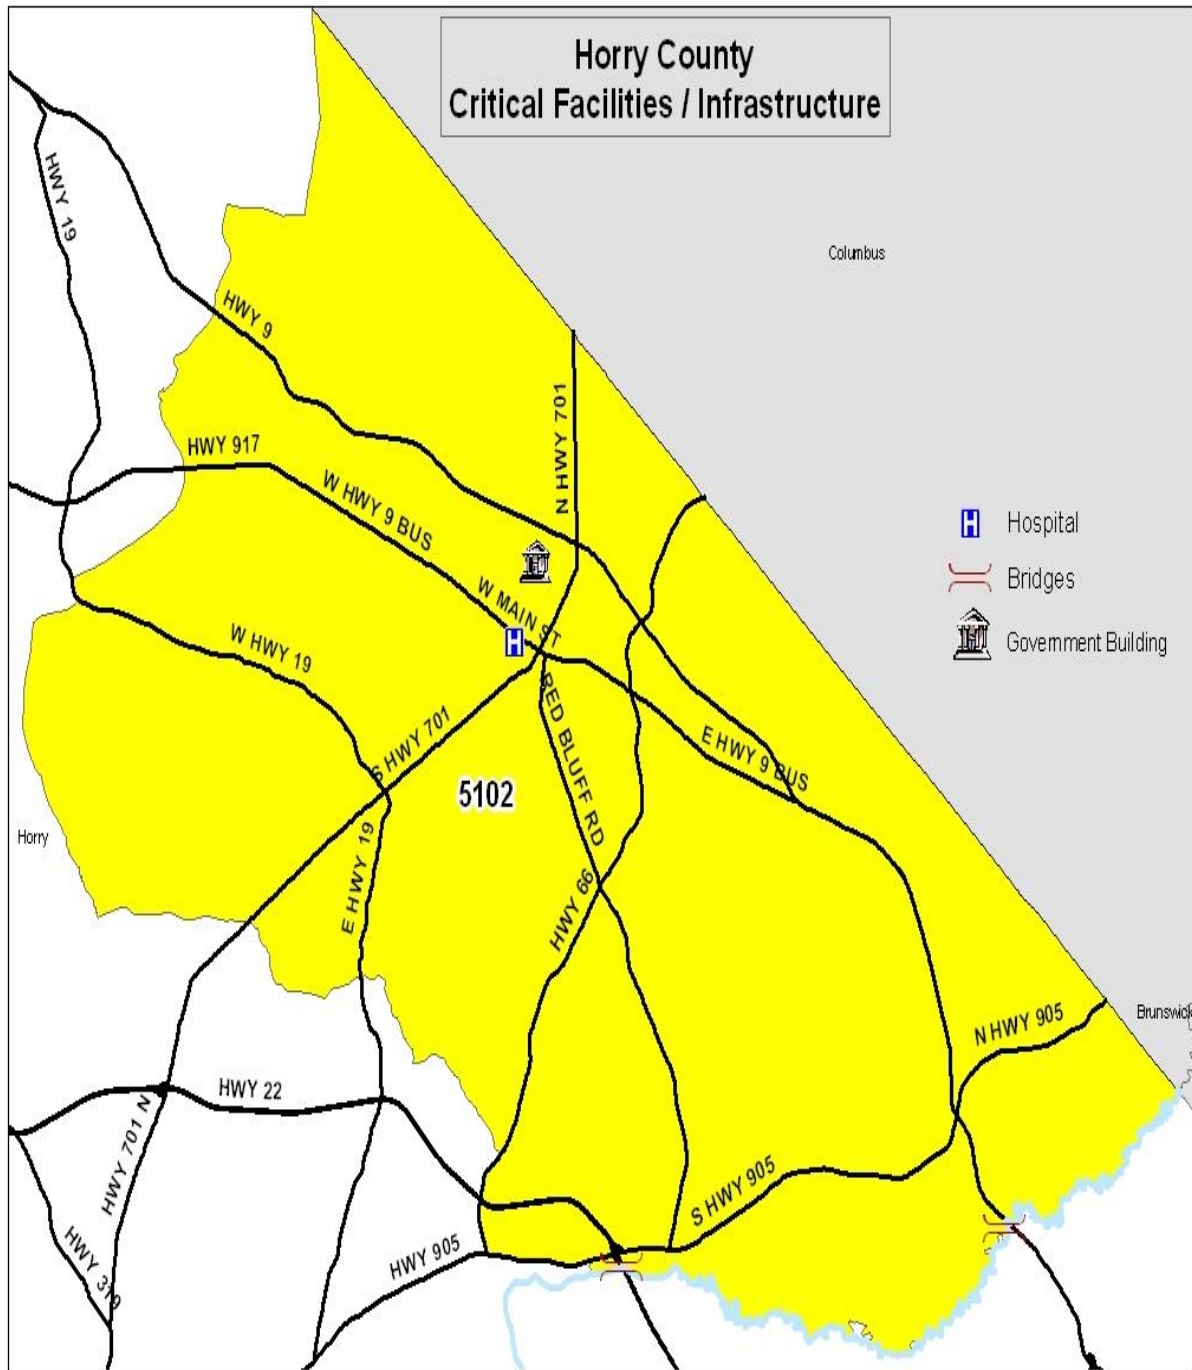 Horry County
Critical Facilities / Infrastructure
HWY 19
Columbus
HWY 9
N HWY 701
HWY 917
W HWY 9 BUS
Hospital
Bridges
Government Building
W MAIN ST
W HWY 19
RED BLUFF RD
S HWY 701
E HWY 9 BUS
5102
Horry
E HWY 19
HWY 66
N HWY 905
Brunswick
HWY 22
HWY 701 N
S HWY 905
HWY 905
HWY 319